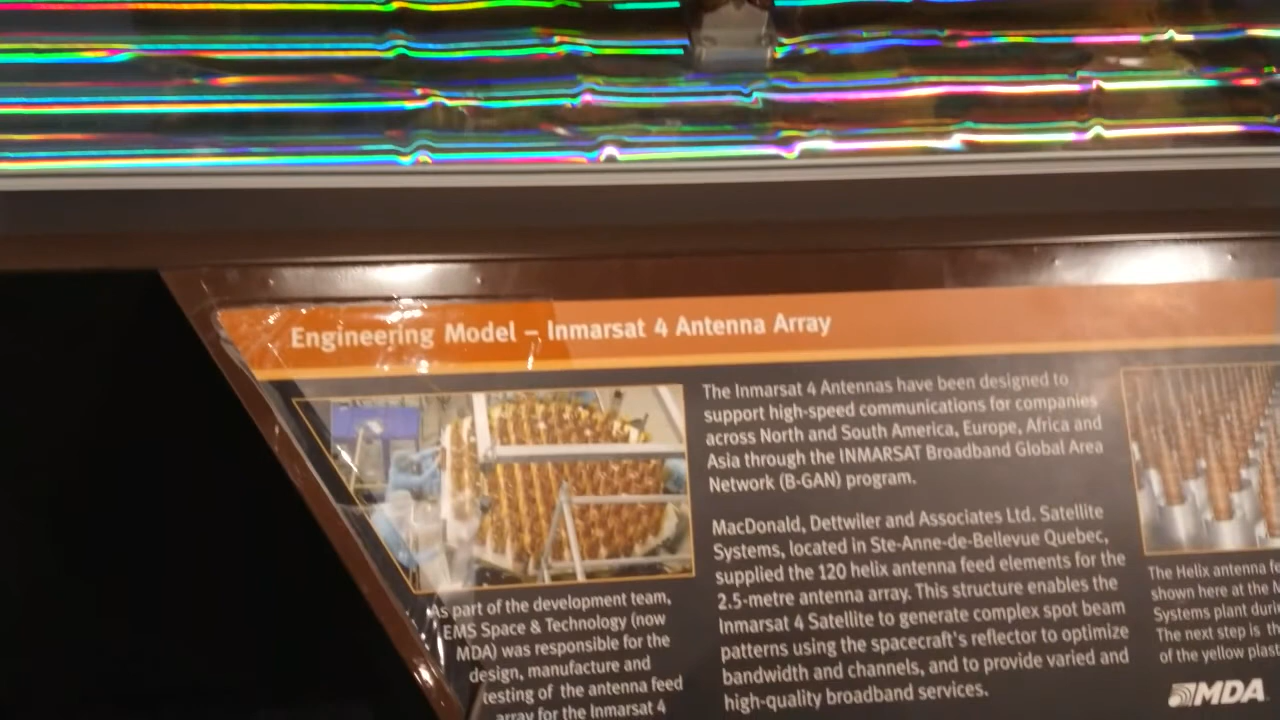 Engineering Model – Inmarsat 4 Antenna Array
As part of the development team,
EMS Space & Technology (now
MDA) was responsible for the
design, manufacture and
testing of the antenna feed
array for the Inmarsat 4
The Inmarsat 4 Antennas have been designed to
support high-speed communications for companies
across North and South America, Europe, Africa and
Asia through the INMARSAT Broadband Global Area
Network (B-GAN) program.
MacDonald, Dettwiler and Associates Ltd. Satellite
Systems, located in Ste-Anne-de-Bellevue Quebec,
supplied the 120 helix antenna feed elements for the
2.5-metre antenna array. This structure enables the
Inmarsat 4 Satellite to generate complex spot beam
patterns using the spacecraft's reflector to optimize
bandwidth and channels, and to provide varied and
high-quality broadband services.
The Helix antenna
shown here at the
Systems plant
The next step is
of the yellow
MDA